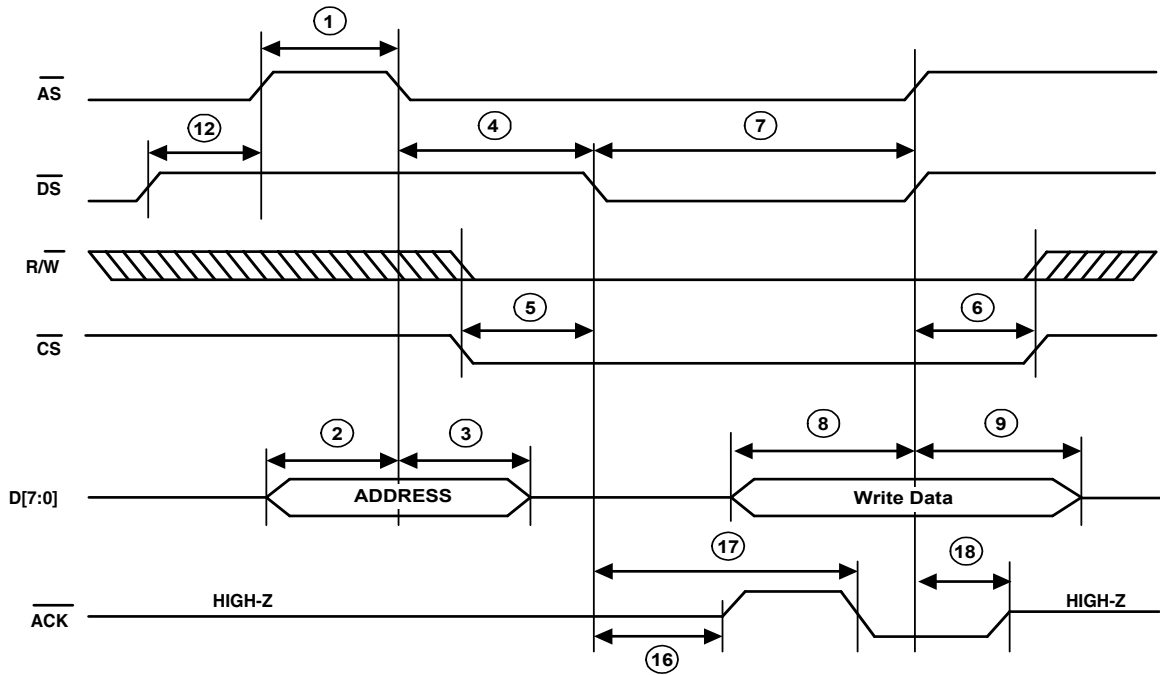 1
AS
12
4
7
DS
R/W
5
6
CS
2
3
8
9
D[7:0]
ADDRESS
Write Data
17
18
HIGH-Z
HIGH-Z
ACK
16